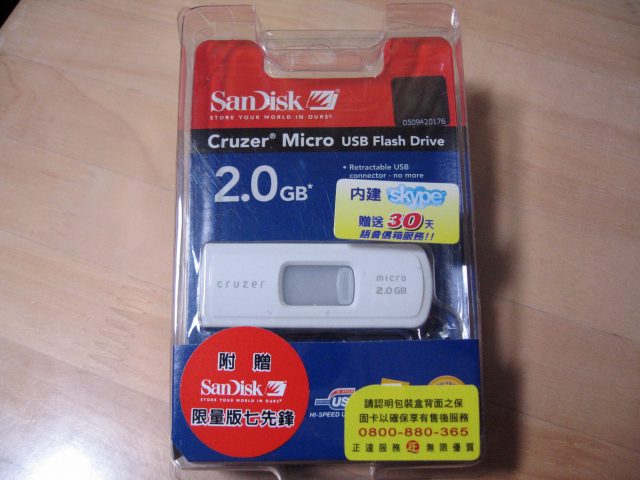 SanDisk
STORE YOUR WORLD IN OURS
0509420176
Cruzer® Micro USB Flash Drive
2.0GB*
• Retractable USB
connector - no more
內建 skype
贈送30天
語音信箱服務!!
cruzer
micro
2.0GB
附贈
SanDisk
STORE YOUR WORLD IN OURS
限量版七先鋒
HI-SPEED
請認明包裝盒背面之保
固卡以確保享有售後服務
0800-880-365
正達服務 正 無限優質